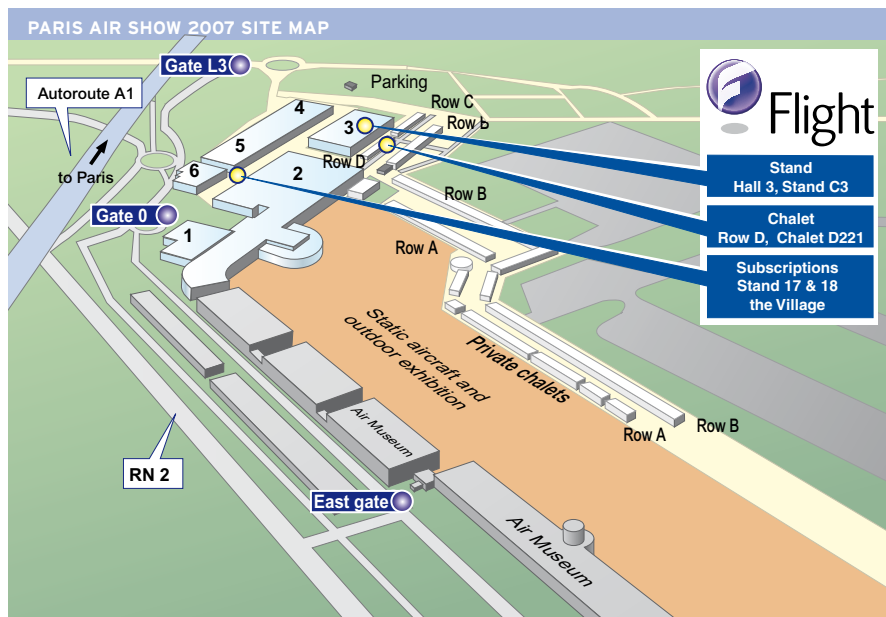 PARIS AIR SHOW 2007 SITE MAP
Gate L3
Autoroute A1
to Paris
Parking
Row C
Row E
4
3
5
Row D
6
2
Row B
Gate 0
1
Row A
Flight
Stand
Hall 3, Stand C3
Chalet
Row D, Chalet D221
Subscriptions
Stand 17 & 18
the Village
Static aircraft and
outdoor exhibition
Private chalets
Row A
Row B
Air Museum
RN 2
East gate
Air Museum